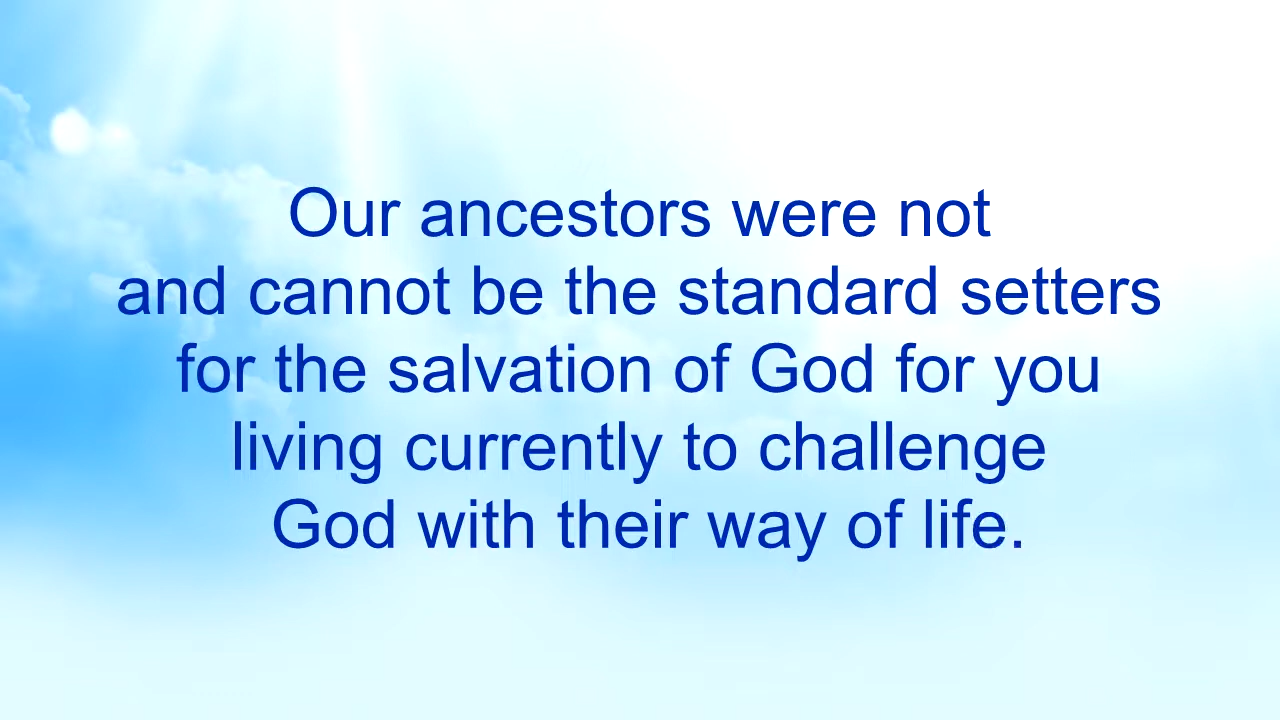 Our ancestors were not
and cannot be the standard setters
for the salvation of God for you
living currently to challenge
God with their way of life.